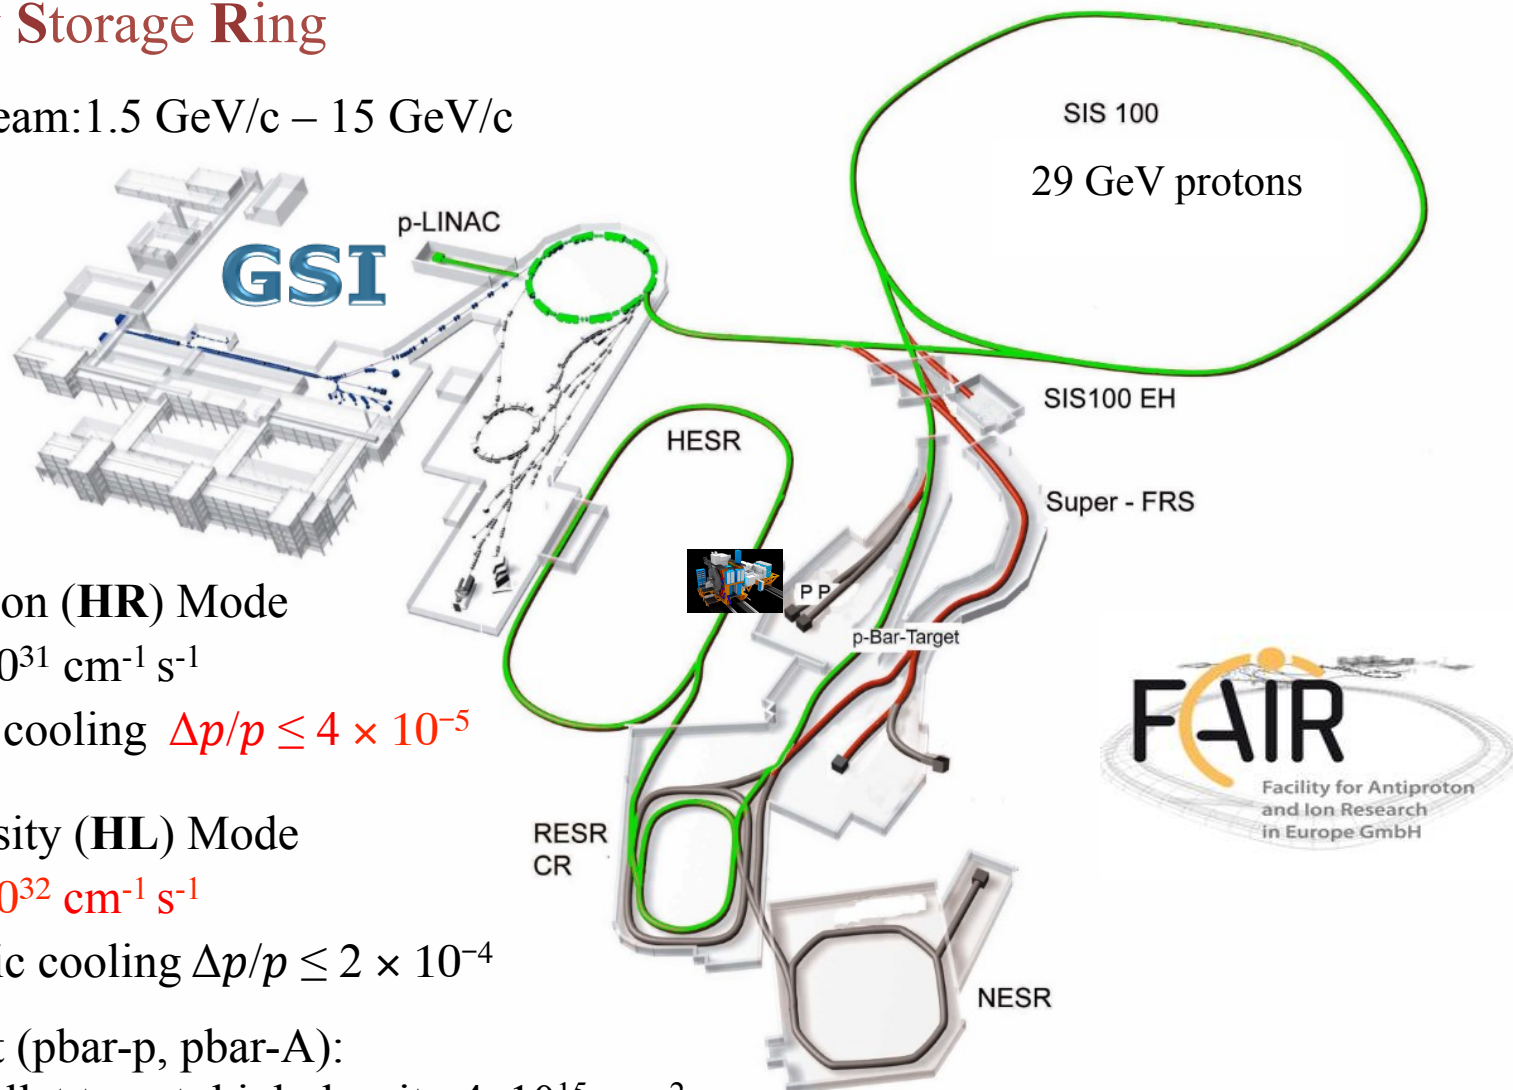 Storage Ring
eam:1.5 GeV/c – 15 GeV/c
SIS 100
29 GeV protons
p-LINAC
GSI
SIS100 EH
HESR
Super - FRS
on (HR) Mode
0³¹ cm⁻¹ s⁻¹
cooling Δp/p ≤ 4 × 10⁻⁵
P P
p-Bar-Target
FAIR
Facility for Antiproton
and Ion Research
in Europe GmbH
sity (HL) Mode
0³² cm⁻¹ s⁻¹
ic cooling Δp/p ≤ 2 × 10⁻⁴
RESR
CR
NESR
t (pbar-p, pbar-A):